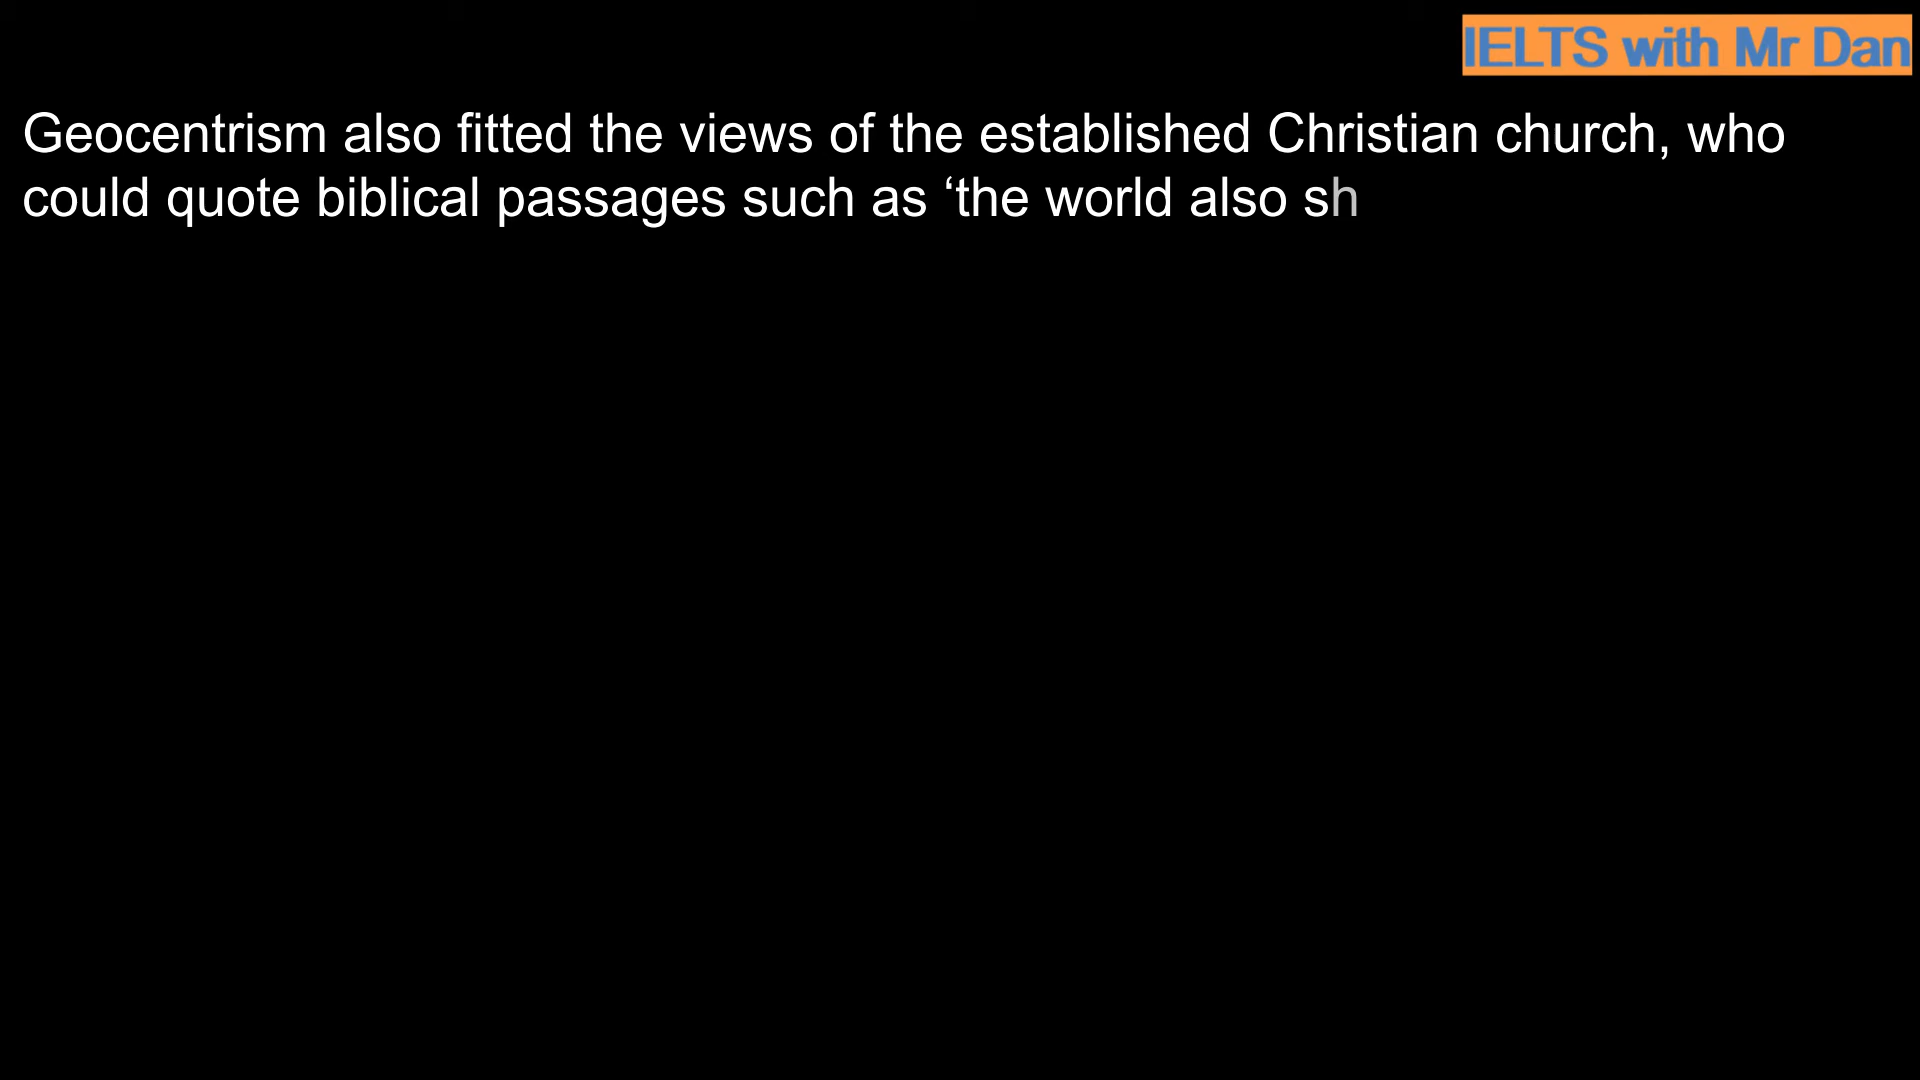 IELTS with Mr Dan
Geocentrism also fitted the views of the established Christian church, who
could quote biblical passages such as ‘the world also sh